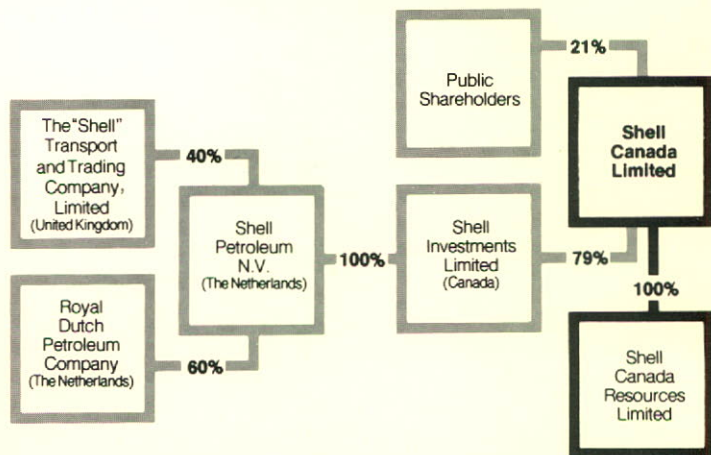 The "Shell"
Transport
and Trading
Company,
Limited
(United Kingdom)
40%
Royal
Dutch
Petroleum
Company
(The Netherlands)
60%
Shell
Petroleum
N.V.
(The Netherlands)
100%
Public
Shareholders
21%
Shell
Investments
Limited
(Canada)
79%
Shell
Canada
Limited
100%
Shell
Canada
Resources
Limited